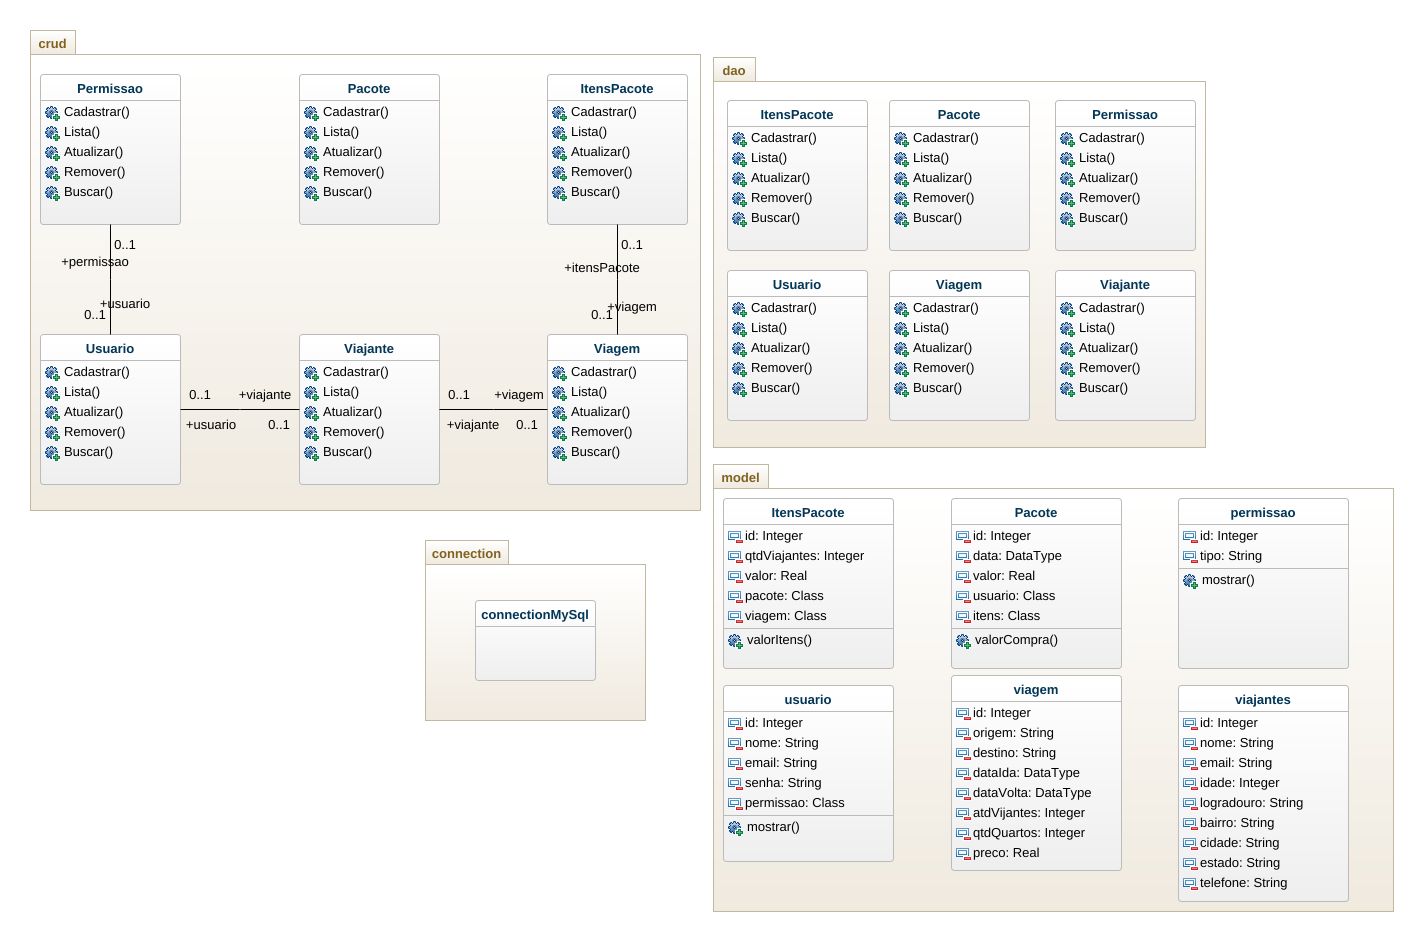 crud
Permissao
Cadastrar()
Lista()
Atualizar()
Remover()
Buscar()
Pacote
Cadastrar()
Lista()
Atualizar()
Remover()
Buscar()
ItensPacote
Cadastrar()
Lista()
Atualizar()
Remover()
Buscar()
0..1
+permissao
+usuario
0..1
0..1
+itensPacote
+viagem
0..1
Usuario
Cadastrar()
Lista()
Atualizar()
Remover()
Buscar()
0..1 +viajante
+usuario 0..1
Viajante
Cadastrar()
Lista()
Atualizar()
Remover()
Buscar()
0..1 +viagem
+viajante 0..1
Viagem
Cadastrar()
Lista()
Atualizar()
Remover()
Buscar()
dao
ItensPacote
Cadastrar()
Lista()
Atualizar()
Remover()
Buscar()
Pacote
Cadastrar()
Lista()
Atualizar()
Remover()
Buscar()
Permissao
Cadastrar()
Lista()
Atualizar()
Remover()
Buscar()
Usuario
Cadastrar()
Lista()
Atualizar()
Remover()
Buscar()
Viagem
Cadastrar()
Lista()
Atualizar()
Remover()
Buscar()
Viajante
Cadastrar()
Lista()
Atualizar()
Remover()
Buscar()
connection
connectionMySql
model
ItensPacote
id: Integer
qtdViajantes: Integer
valor: Real
pacote: Class
viagem: Class
valorItens()
Pacote
id: Integer
data: DataType
valor: Real
usuario: Class
itens: Class
valorCompra()
permissao
id: Integer
tipo: String
mostrar()
usuario
id: Integer
nome: String
email: String
senha: String
permissao: Class
mostrar()
viagem
id: Integer
origem: String
destino: String
dataIda: DataType
dataVolta: DataType
atdVijantes: Integer
qtdQuartos: Integer
preco: Real
viajantes
id: Integer
nome: String
email: String
idade: Integer
logradouro: String
bairro: String
cidade: String
estado: String
telefone: String